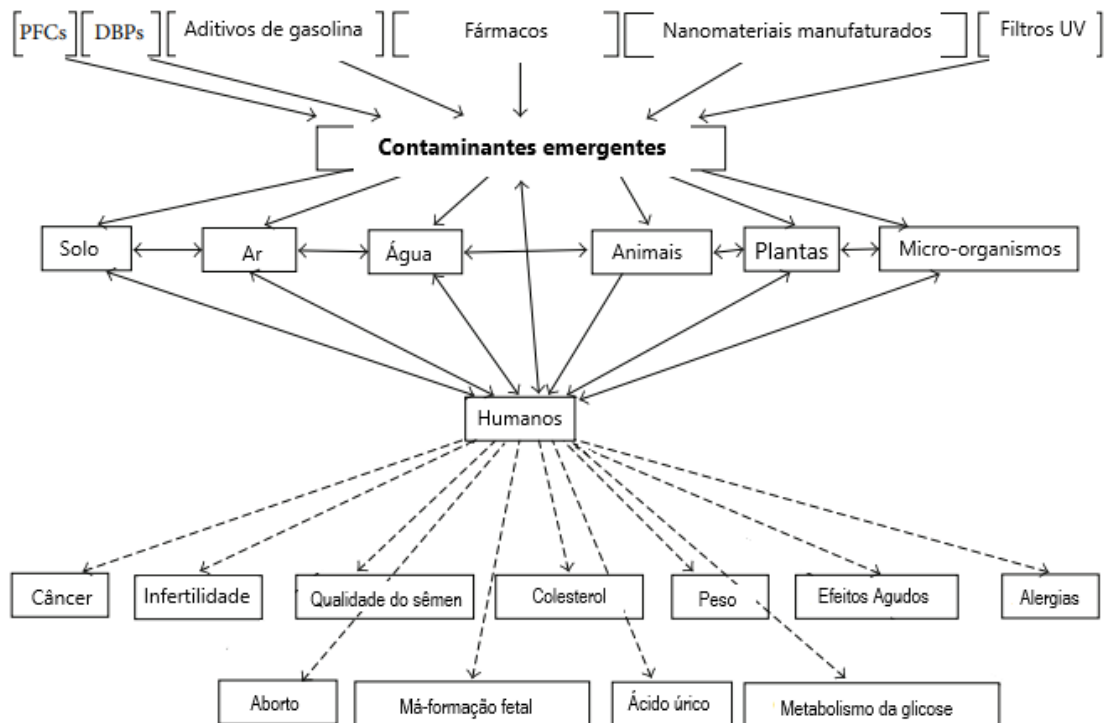 PFCs
DBPs
Aditivos de gasolina
Fármacos
Nanomateriais manufaturados
Filtros UV
Contaminantes emergentes
Solo
Ar
Água
Animais
Plantas
Micro-organismos
Humanos
Câncer
Infertilidade
Qualidade do sêmen
Colesterol
Peso
Efeitos Agudos
Alergias
Aborto
Má-formação fetal
Ácido úrico
Metabolismo da glicose